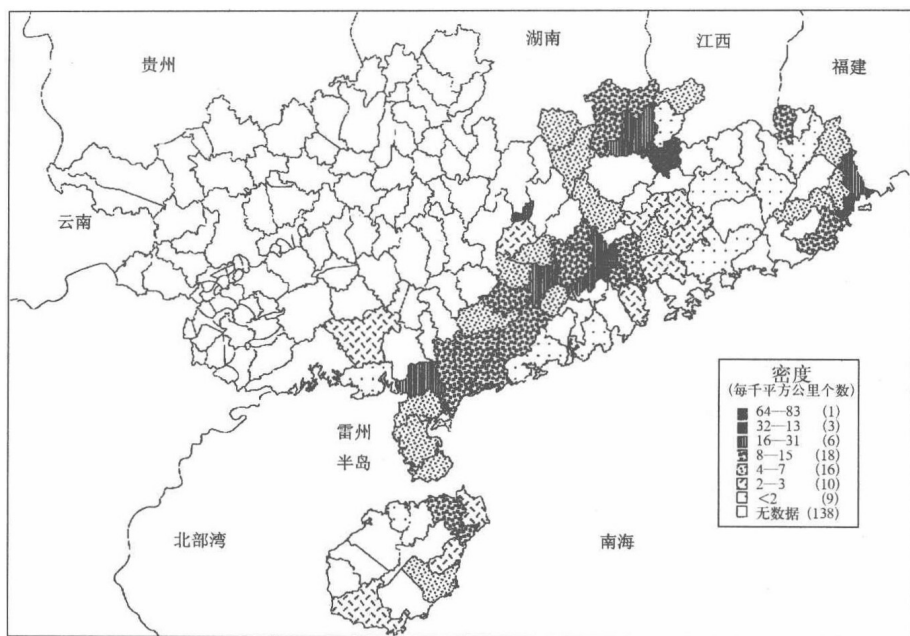 贵州
湖南
江西
福建
云南
雷州
半岛
北部湾
南海
密度
(每千平方公里个数)
64—83 (1)
32—13 (3)
16—31 (6)
8—15 (18)
4—7 (16)
2—3 (10)
<2 (9)
无数据 (138)